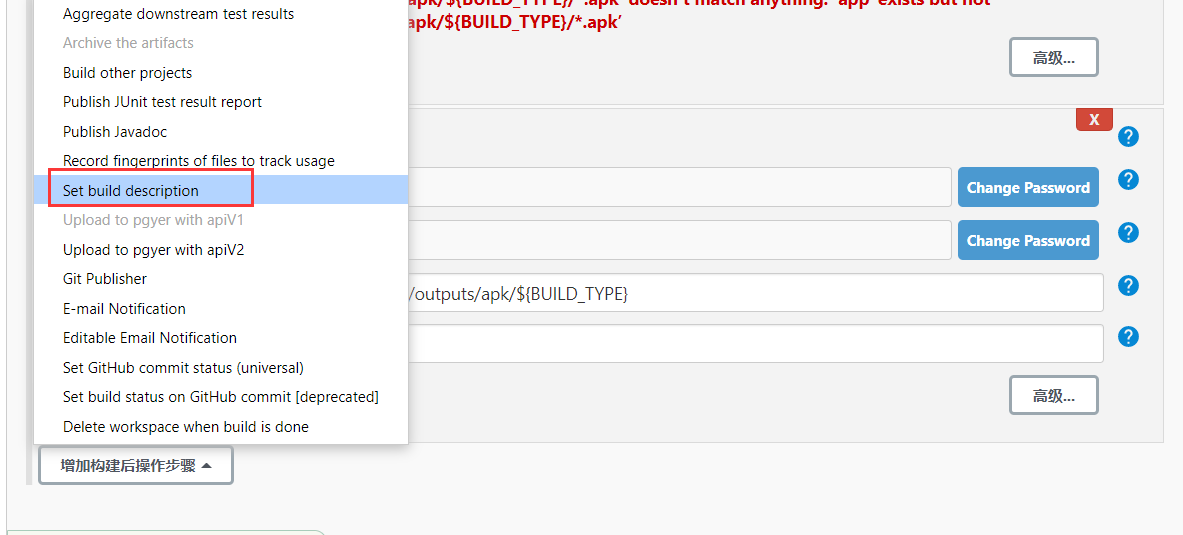 Aggregate downstream test results
apk/${BUILD_TYPE}/*.apk’ doesn’t match anything: ‘app’ exists but not
apk/${BUILD_TYPE}/*.apk’
Archive the artifacts
高级...
Build other projects
Publish JUnit test result report
X
Publish Javadoc
?
Record fingerprints of files to track usage
Set build description
Change Password
?
Upload to pgyer with apiV1
Upload to pgyer with apiV2
Change Password
?
Git Publisher
/outputs/apk/${BUILD_TYPE}
?
E-mail Notification
Editable Email Notification
?
Set GitHub commit status (universal)
Set build status on GitHub commit [deprecated]
高级...
Delete workspace when build is done
增加构建后操作步骤